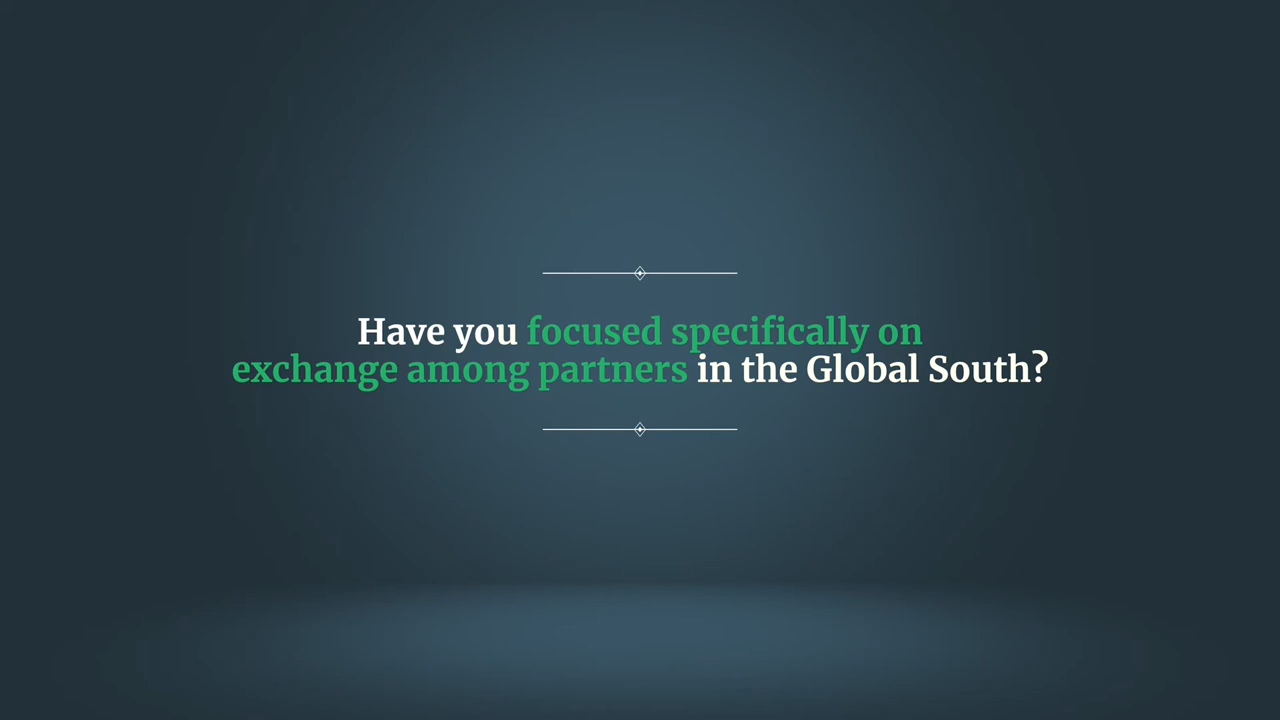 Have you focused specifically on
exchange among partners in the Global South?